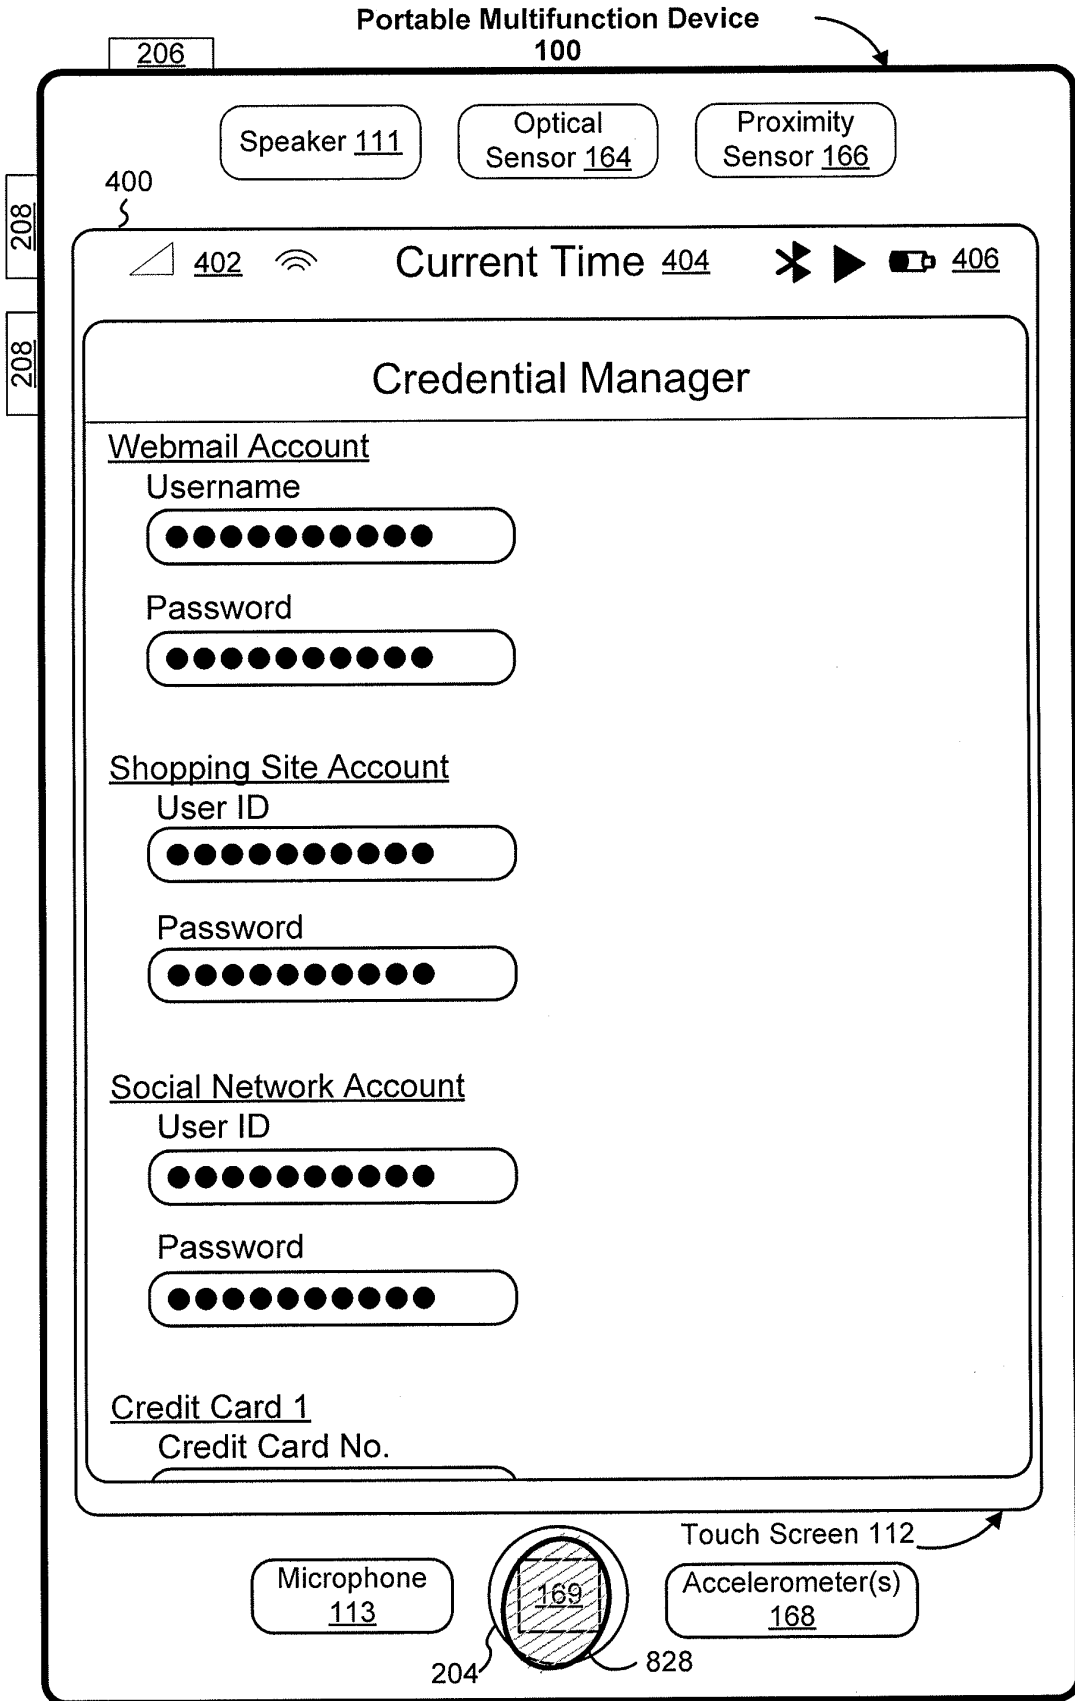 Portable Multifunction Device
100
206
Speaker 111
Optical
Sensor 164
Proximity
Sensor 166
400
208
208
402
Current Time 404
406
Credential Manager
Webmail Account
Username
●●●●●●●●●●
Password
●●●●●●●●●●
Shopping Site Account
User ID
●●●●●●●●●●
Password
●●●●●●●●●●
Social Network Account
User ID
●●●●●●●●●●
Password
●●●●●●●●●●
Credit Card 1
Credit Card No.
Touch Screen 112
Microphone
113
169
Accelerometer(s)
168
204
828